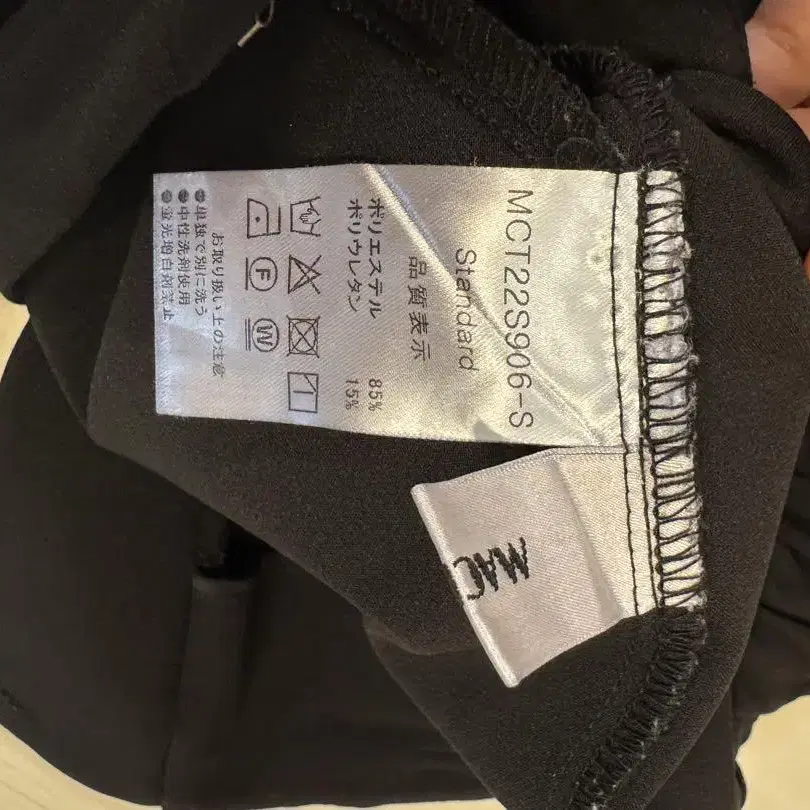 MCT22S906-S
Standard
品質表示
ポリエステル 85%
ポリウレタン 15%
F
W
お取り扱い上の注意
●単独で別に洗う
●中性洗剤使用
●蛍光増白剤禁止
MAC